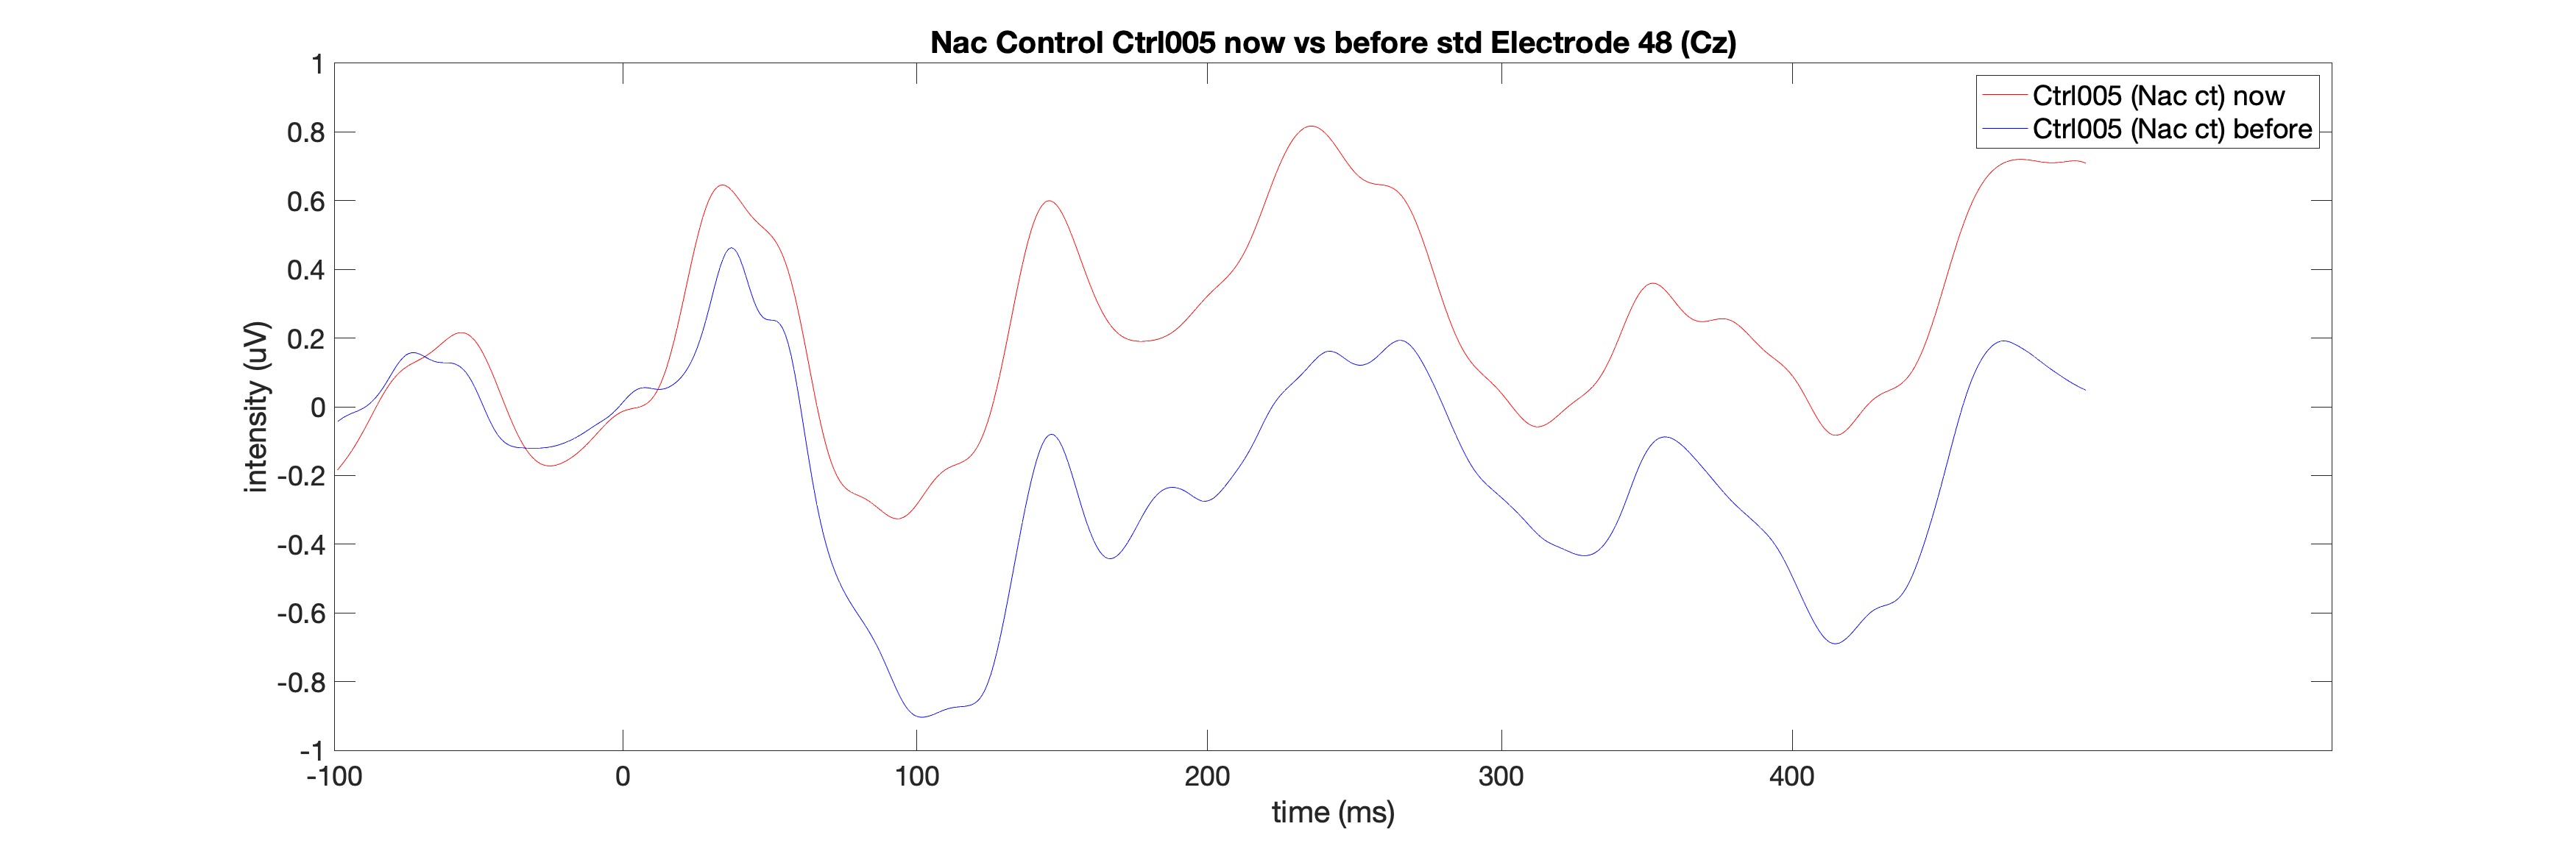 Nac Control Ctrl005 now vs before std Electrode 48 (Cz)
Ctrl005 (Nac ct) now
Ctrl005 (Nac ct) before
intensity (uV)
1
0.8
0.6
0.4
0.2
0
-0.2
-0.4
-0.6
-0.8
-1
-100 0 100 200 300 400
time (ms)